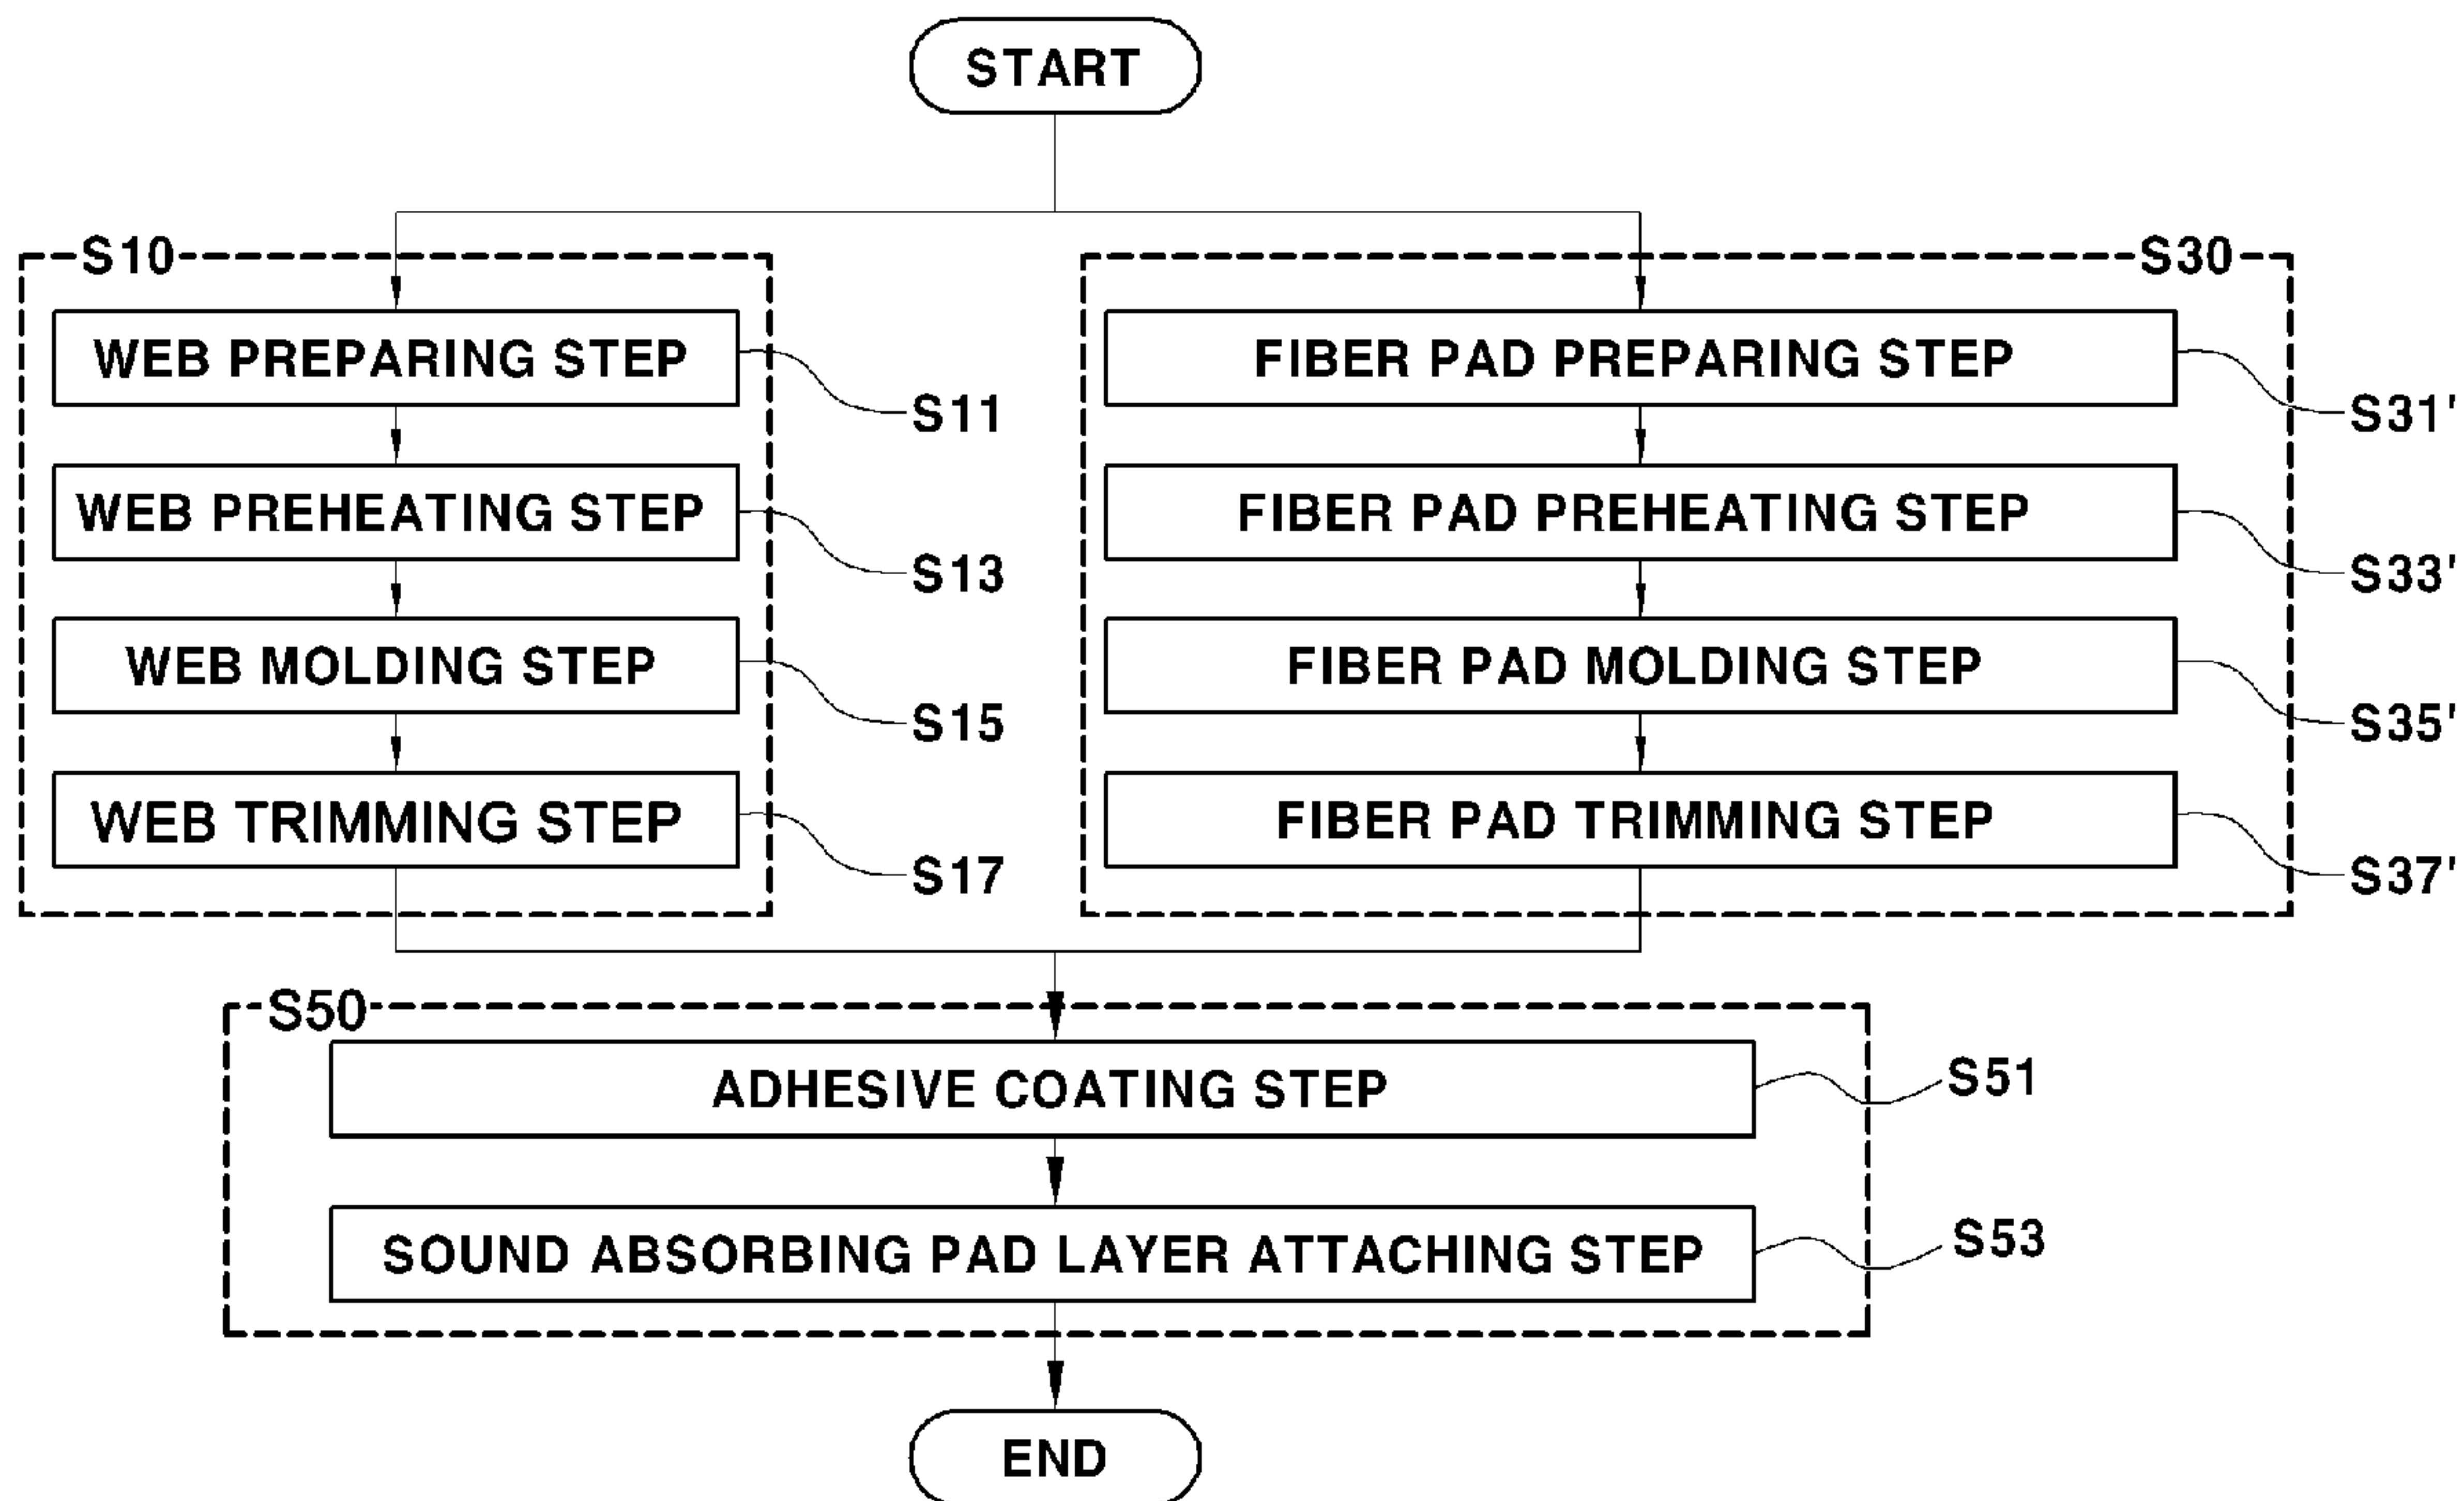 START
S10
S30
WEB PREPARING STEP
S11
FIBER PAD PREPARING STEP
S31'
WEB PREHEATING STEP
S13
FIBER PAD PREHEATING STEP
S33'
WEB MOLDING STEP
S15
FIBER PAD MOLDING STEP
S35'
WEB TRIMMING STEP
S17
FIBER PAD TRIMMING STEP
S37'
S50
ADHESIVE COATING STEP
S51
SOUND ABSORBING PAD LAYER ATTACHING STEP
S53
END